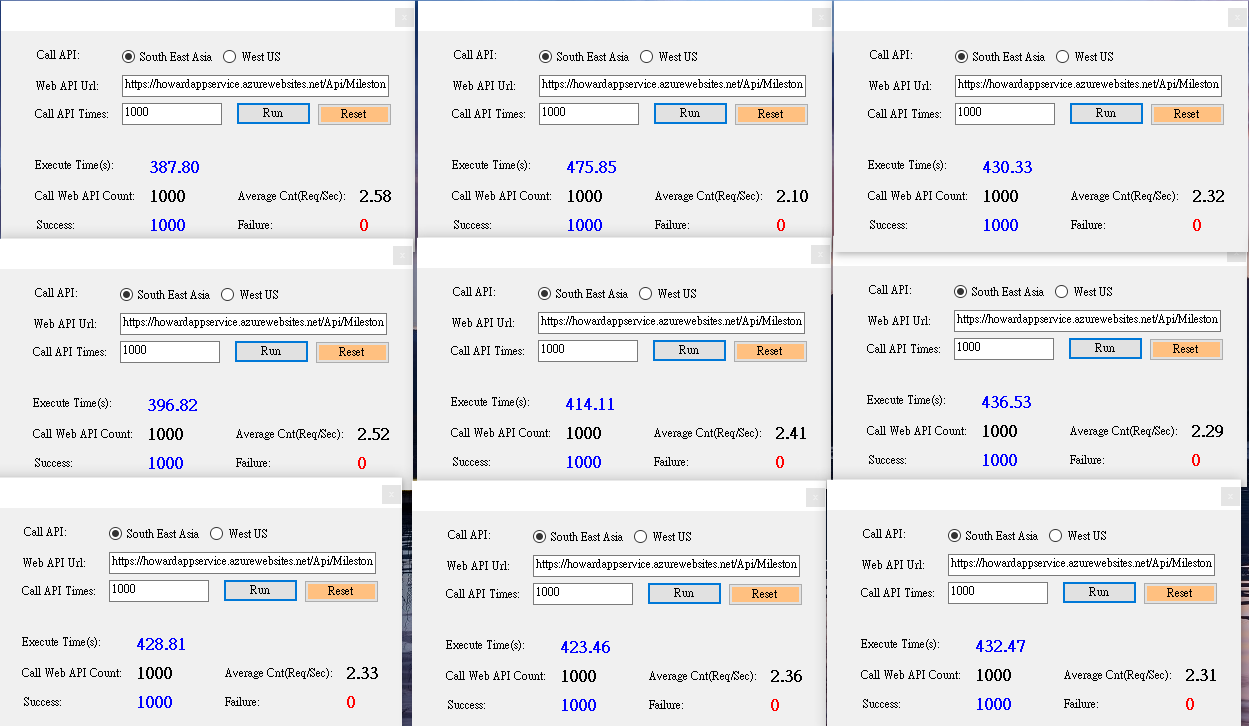 Call API: South East Asia West US
Web API Url: https://howardappservice.azurewebsites.net/Api/Mileston
Call API Times: 1000 Run Reset
Execute Time(s): 387.80
Call Web API Count: 1000 Average Cnt(Req/Sec): 2.58
Success: 1000 Failure: 0
Call API: South East Asia West US
Web API Url: https://howardappservice.azurewebsites.net/Api/Mileston
Call API Times: 1000 Run Reset
Execute Time(s): 475.85
Call Web API Count: 1000 Average Cnt(Req/Sec): 2.10
Success: 1000 Failure: 0
Call API: South East Asia West US
Web API Url: https://howardappservice.azurewebsites.net/Api/Mileston
Call API Times: 1000 Run Reset
Execute Time(s): 430.33
Call Web API Count: 1000 Average Cnt(Req/Sec): 2.32
Success: 1000 Failure: 0
Call API: South East Asia West US
Web API Url: https://howardappservice.azurewebsites.net/Api/Mileston
Call API Times: 1000 Run Reset
Execute Time(s): 396.82
Call Web API Count: 1000 Average Cnt(Req/Sec): 2.52
Success: 1000 Failure: 0
Call API: South East Asia West US
Web API Url: https://howardappservice.azurewebsites.net/Api/Mileston
Call API Times: 1000 Run Reset
Execute Time(s): 414.11
Call Web API Count: 1000 Average Cnt(Req/Sec): 2.41
Success: 1000 Failure: 0
Call API: South East Asia West US
Web API Url: https://howardappservice.azurewebsites.net/Api/Mileston
Call API Times: 1000 Run Reset
Execute Time(s): 436.53
Call Web API Count: 1000 Average Cnt(Req/Sec): 2.29
Success: 1000 Failure: 0
Call API: South East Asia West US
Web API Url: https://howardappservice.azurewebsites.net/Api/Mileston
Call API Times: 1000 Run Reset
Execute Time(s): 428.81
Call Web API Count: 1000 Average Cnt(Req/Sec): 2.33
Success: 1000 Failure: 0
Call API: South East Asia West US
Web API Url: https://howardappservice.azurewebsites.net/Api/Mileston
Call API Times: 1000 Run Reset
Execute Time(s): 423.46
Call Web API Count: 1000 Average Cnt(Req/Sec): 2.36
Success: 1000 Failure: 0
Call API: South East Asia West US
Web API Url: https://howardappservice.azurewebsites.net/Api/Mileston
Call API Times: 1000 Run Reset
Execute Time(s): 432.47
Call Web API Count: 1000 Average Cnt(Req/Sec): 2.31
Success: 1000 Failure: 0